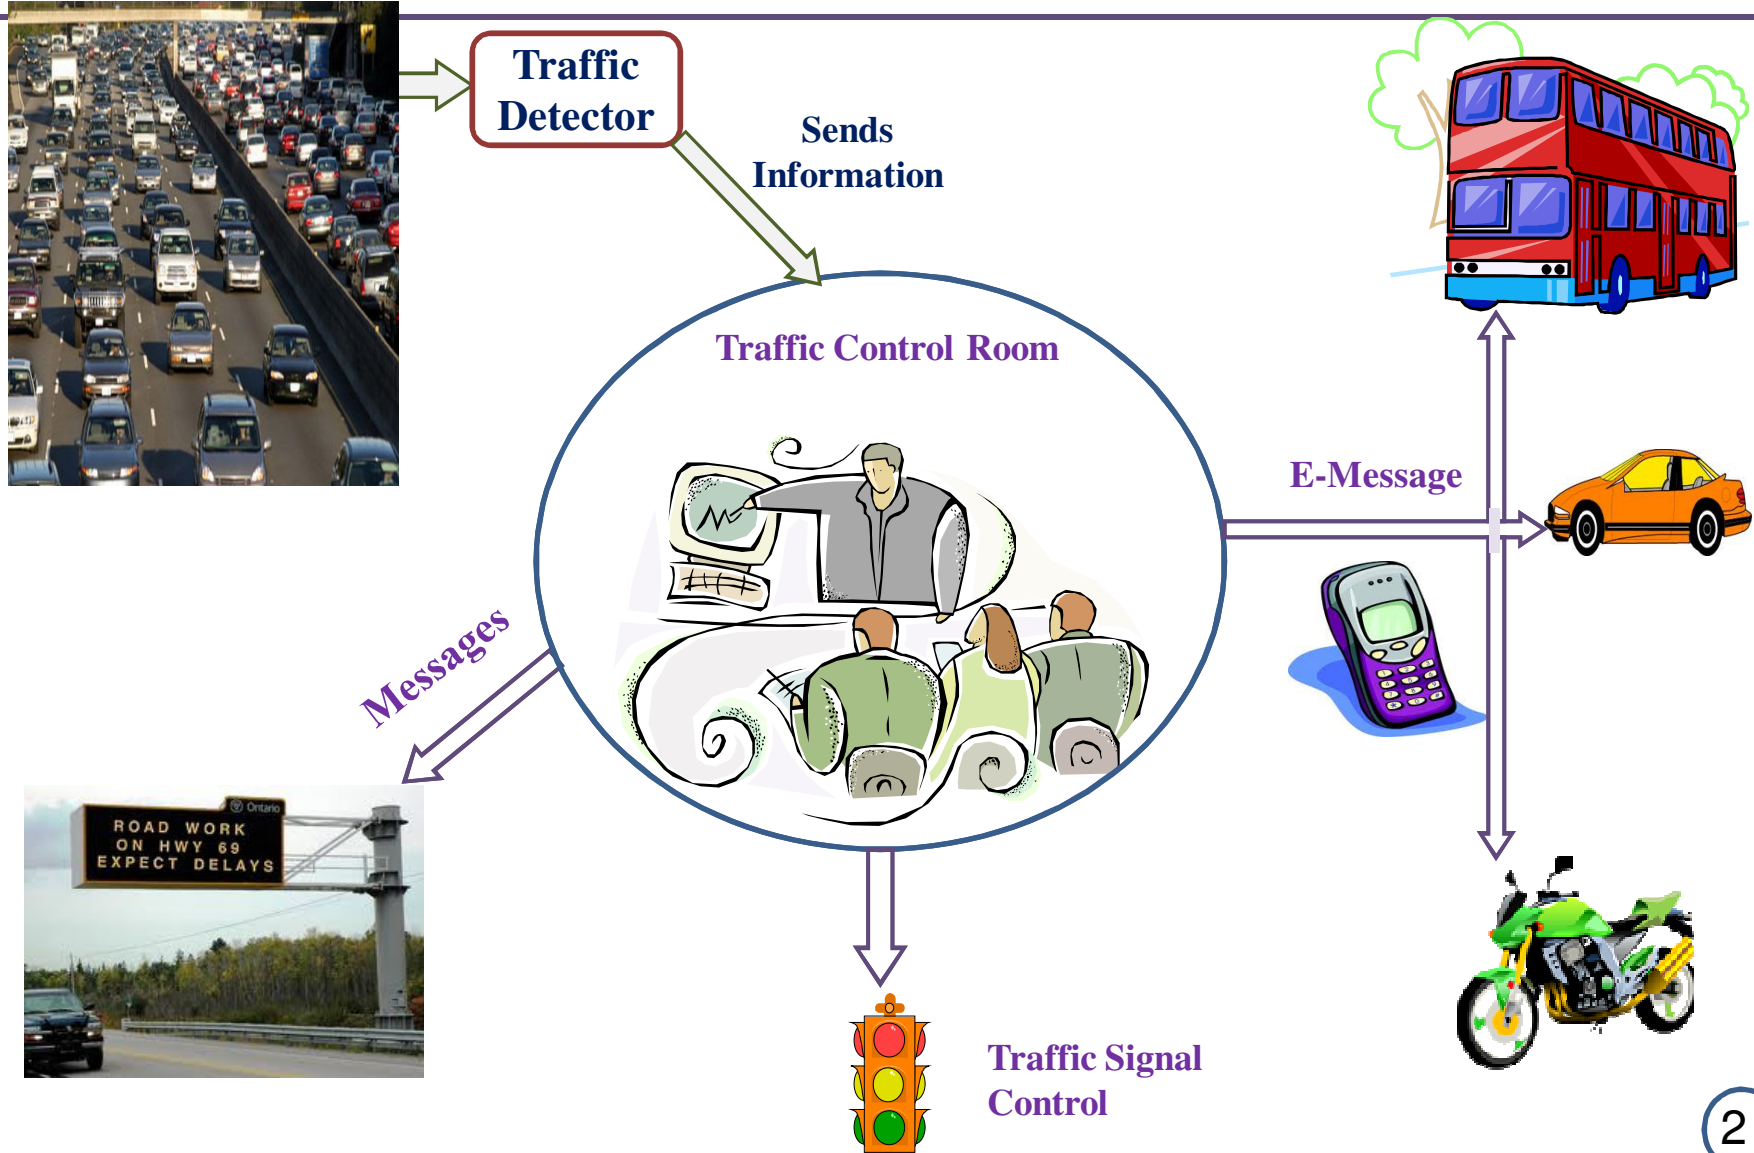 Traffic
Detector
Sends
Information
Traffic Control Room
E-Message
Messages
Ontario
ROAD WORK
ON HWY 69
EXPECT DELAYS
Traffic Signal
Control
2